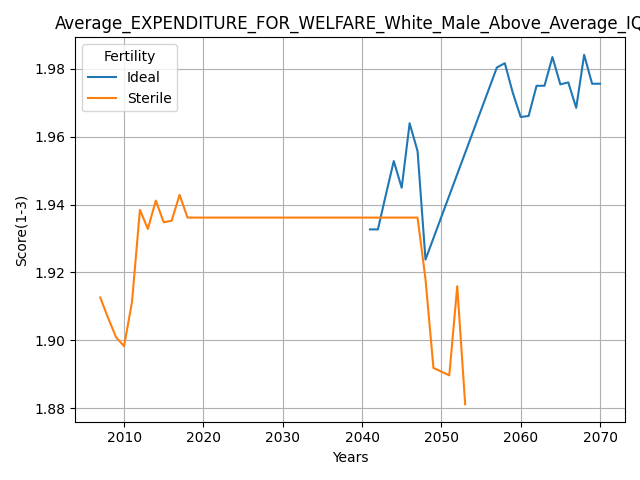 Average_EXPENDITURE_FOR_WELFARE_White_Male_Above_Average_IQ
Fertility
Ideal
Sterile
Score(1-3)
1.98
1.96
1.94
1.92
1.90
1.88
2010 2020 2030 2040 2050 2060 2070
Years